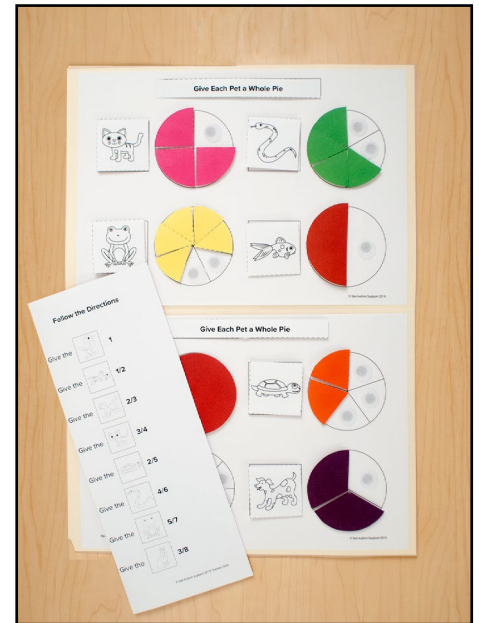 Give Each Pet a Whole Pie
Give Each Pet a Whole Pie
Follow the Directions
Give the 1
Give the 1/2
Give the 2/3
Give the 3/4
Give the 2/5
Give the 4/6
Give the 5/7
Give the 3/8